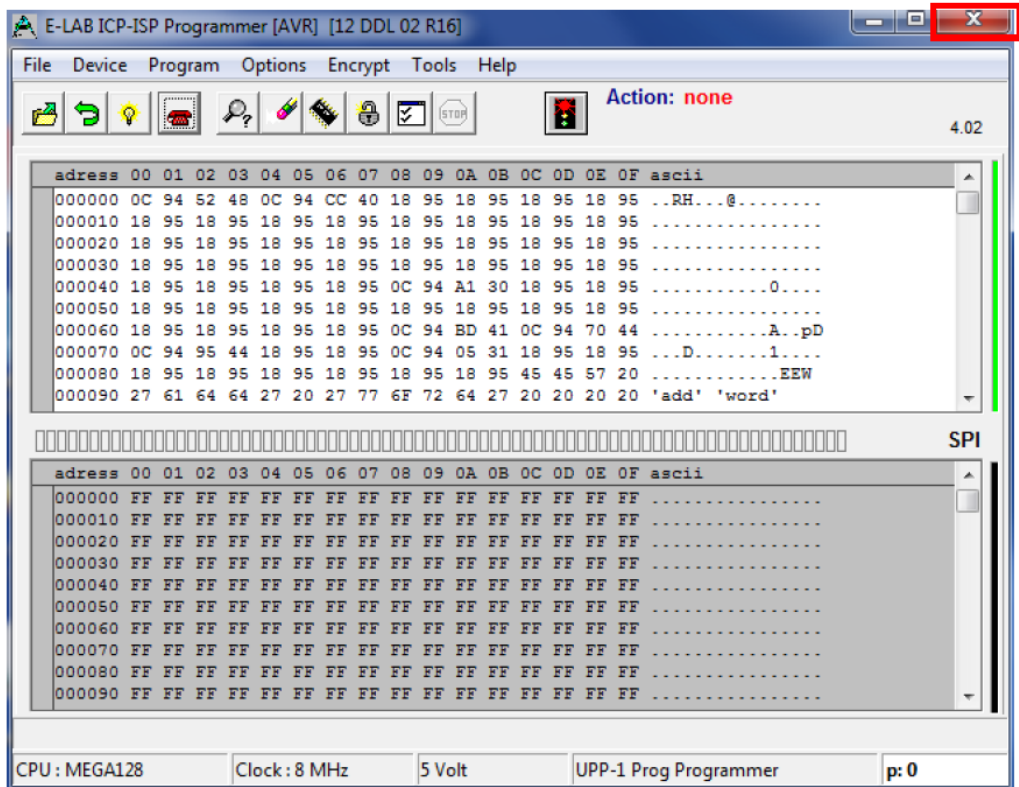 E-LAB ICP-ISP Programmer [AVR] [12 DDL 02 R16]
File Device Program Options Encrypt Tools Help
STOP
Action: none
4.02
adress 00 01 02 03 04 05 06 07 08 09 0A 0B 0C 0D 0E 0F ascii
000000 0C 94 52 48 0C 94 CC 40 18 95 18 95 18 95 18 95 ..RH...@........
000010 18 95 18 95 18 95 18 95 18 95 18 95 18 95 18 95 ................
000020 18 95 18 95 18 95 18 95 18 95 18 95 18 95 18 95 ................
000030 18 95 18 95 18 95 18 95 18 95 18 95 18 95 18 95 ................
000040 18 95 18 95 18 95 18 95 0C 94 A1 30 18 95 18 95 ...........0....
000050 18 95 18 95 18 95 18 95 18 95 18 95 18 95 18 95 ................
000060 18 95 18 95 18 95 18 95 0C 94 BD 41 0C 94 70 44 ...........A..pD
000070 0C 94 95 44 18 95 18 95 0C 94 05 31 18 95 18 95 ...D.......1....
000080 18 95 18 95 18 95 18 95 18 95 18 95 45 45 57 20 ............EEW
000090 27 61 64 64 27 20 27 77 6F 72 64 27 20 20 20 20 'add' 'word'
SPI
adress 00 01 02 03 04 05 06 07 08 09 0A 0B 0C 0D 0E 0F ascii
000000 FF FF FF FF FF FF FF FF FF FF FF FF FF FF FF FF ................
000010 FF FF FF FF FF FF FF FF FF FF FF FF FF FF FF FF ................
000020 FF FF FF FF FF FF FF FF FF FF FF FF FF FF FF FF ................
000030 FF FF FF FF FF FF FF FF FF FF FF FF FF FF FF FF ................
000040 FF FF FF FF FF FF FF FF FF FF FF FF FF FF FF FF ................
000050 FF FF FF FF FF FF FF FF FF FF FF FF FF FF FF FF ................
000060 FF FF FF FF FF FF FF FF FF FF FF FF FF FF FF FF ................
000070 FF FF FF FF FF FF FF FF FF FF FF FF FF FF FF FF ................
000080 FF FF FF FF FF FF FF FF FF FF FF FF FF FF FF FF ................
000090 FF FF FF FF FF FF FF FF FF FF FF FF FF FF FF FF ................
CPU : MEGA128 Clock : 8 MHz 5 Volt UPP-1 Prog Programmer p: 0